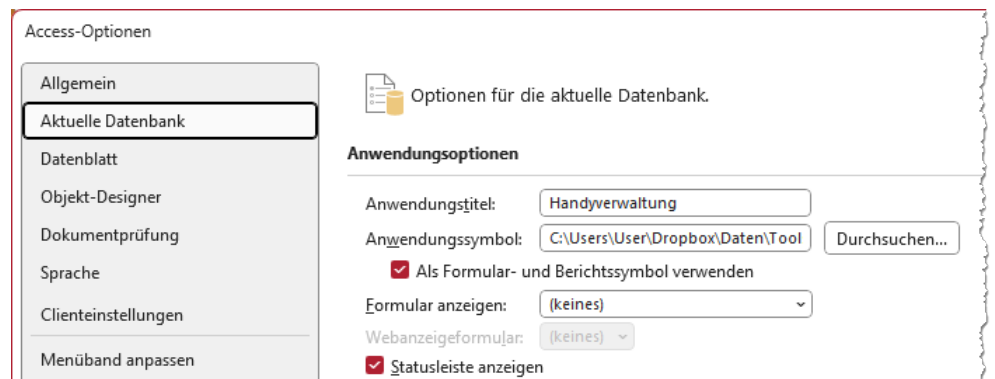 Access-Optionen
Allgemein
Aktuelle Datenbank
Datenblatt
Objekt-Designer
Dokumentprüfung
Sprache
Clienteinstellungen
Menüband anpassen
Optionen für die aktuelle Datenbank.
Anwendungsoptionen
Anwendungstitel: Handyverwaltung
Anwendungssymbol: C:\Users\User\Dropbox\Daten\Tool Durchsuchen...
Als Formular- und Berichtssymbol verwenden
Formular anzeigen: (keines)
Webanzeigeformular: (keines)
Statusleiste anzeigen